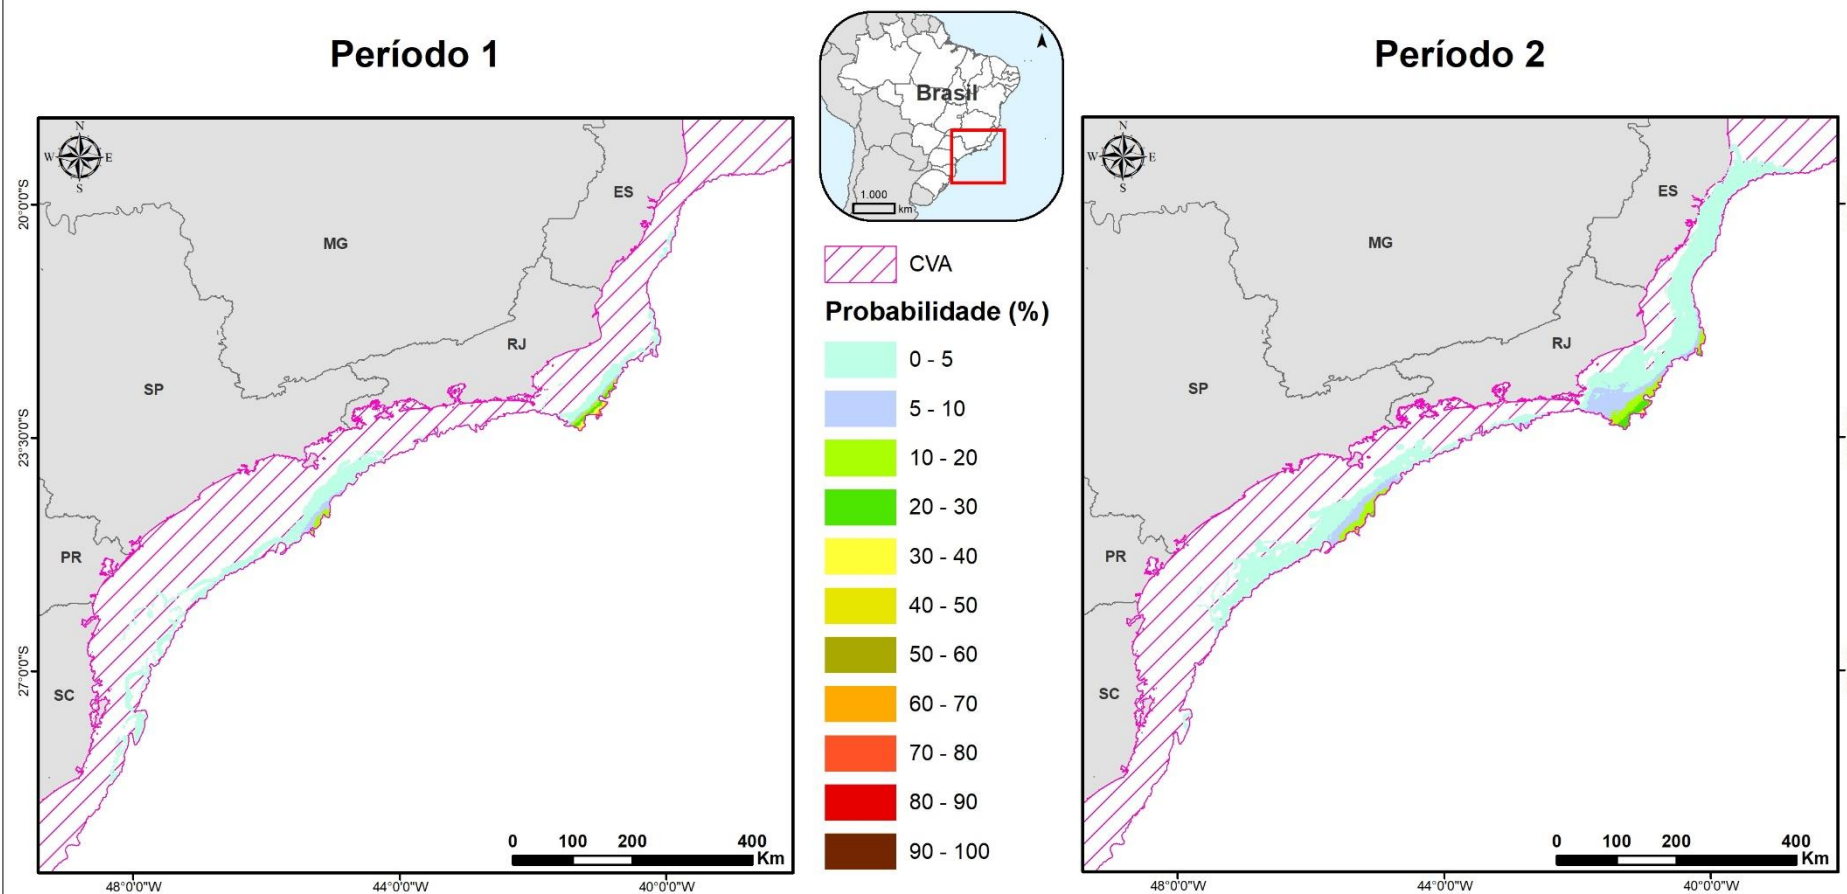 Período 1
Período 2
Brasil
1.000
km
N
W
E
S
ES
MG
RJ
SP
PR
SC
20°0'0"S
23°30'0"S
27°0'0"S
48°0'0"W
44°0'0"W
40°0'0"W
0
100
200
400
Km
CVA
Probabilidade (%)
0 - 5
5 - 10
10 - 20
20 - 30
30 - 40
40 - 50
50 - 60
60 - 70
70 - 80
80 - 90
90 - 100
N
W
E
S
ES
MG
RJ
SP
PR
SC
48°0'0"W
44°0'0"W
40°0'0"W
0
100
200
400
Km